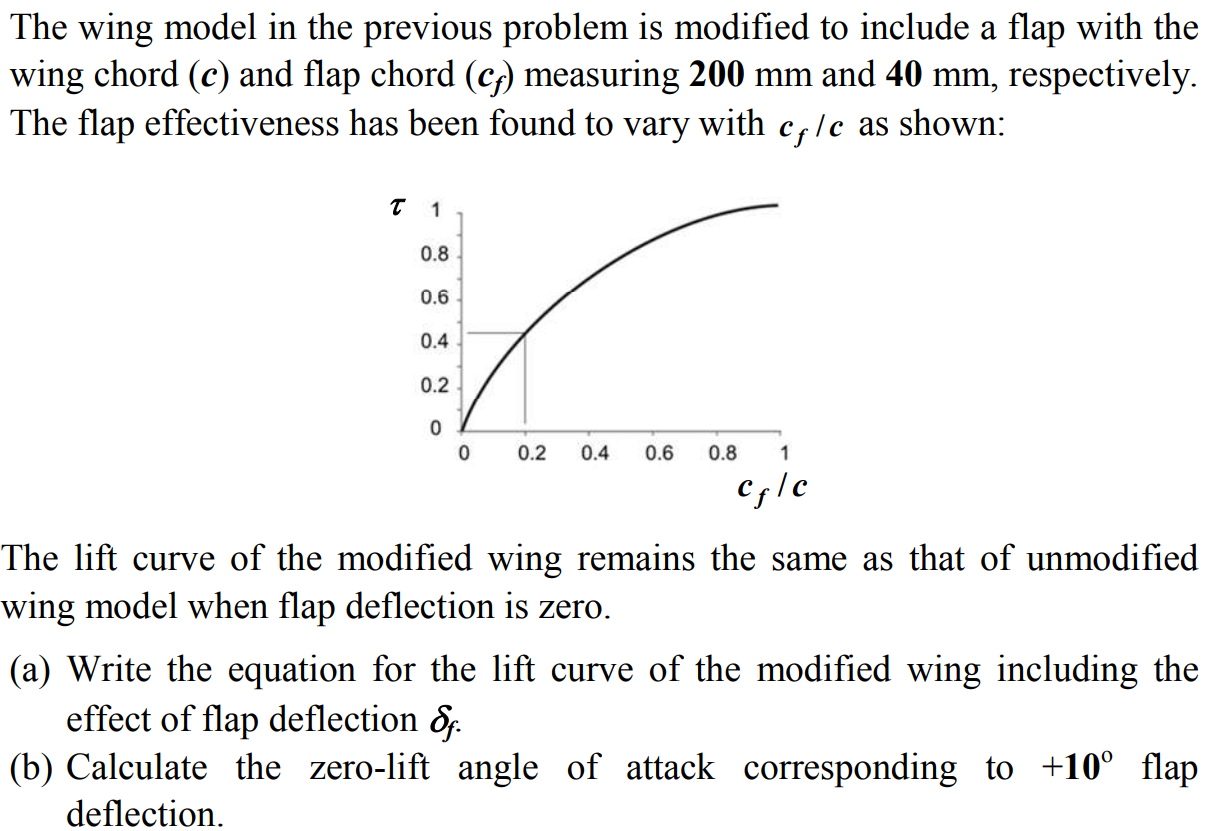 The wing model in the previous problem is modified to include a flap with the
wing chord (c) and flap chord (cf) measuring 200 mm and 40 mm, respectively.
The flap effectiveness has been found to vary with cf/c as shown:
τ 1
0.8
0.6
0.4
0.2
0
0 0.2 0.4 0.6 0.8 1
cf/c
The lift curve of the modified wing remains the same as that of unmodified
wing model when flap deflection is zero.
(a) Write the equation for the lift curve of the modified wing including the
effect of flap deflection δf.
(b) Calculate the zero-lift angle of attack corresponding to +10º flap
deflection.